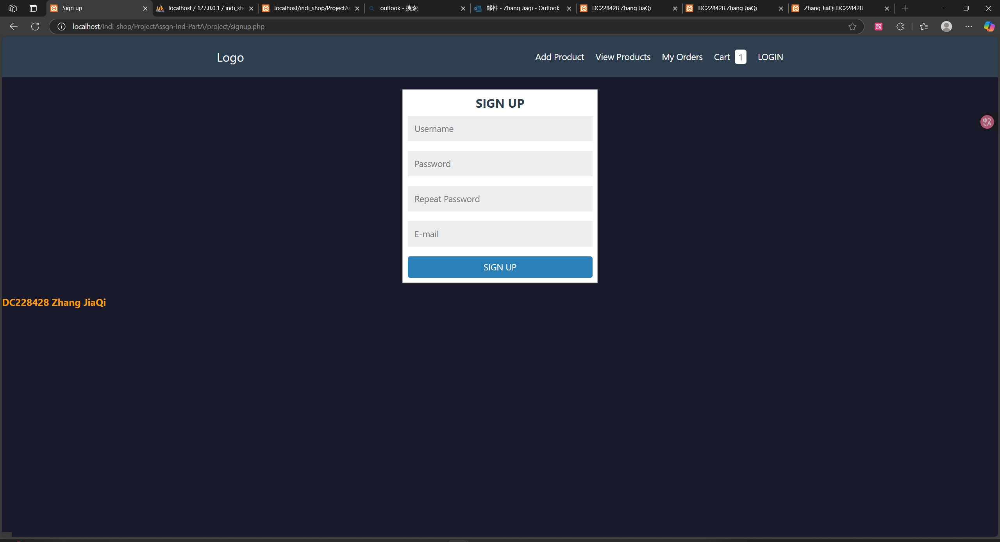 Sign up
localhost / 127.0.0.1 / indi_sh
localhost/indi_shop/ProjectAs
outlook - 搜索
邮件 - Zhang Jiaqi - Outlook
DC228428 Zhang JiaQi
DC228428 Zhang JiaQi
Zhang JiaQi DC228428
localhost/indi_shop/ProjectAssgn-Ind-PartA/project/signup.php
Logo
Add Product View Products My Orders Cart 1 LOGIN
SIGN UP
Username
Password
Repeat Password
E-mail
SIGN UP
DC228428 Zhang JiaQi